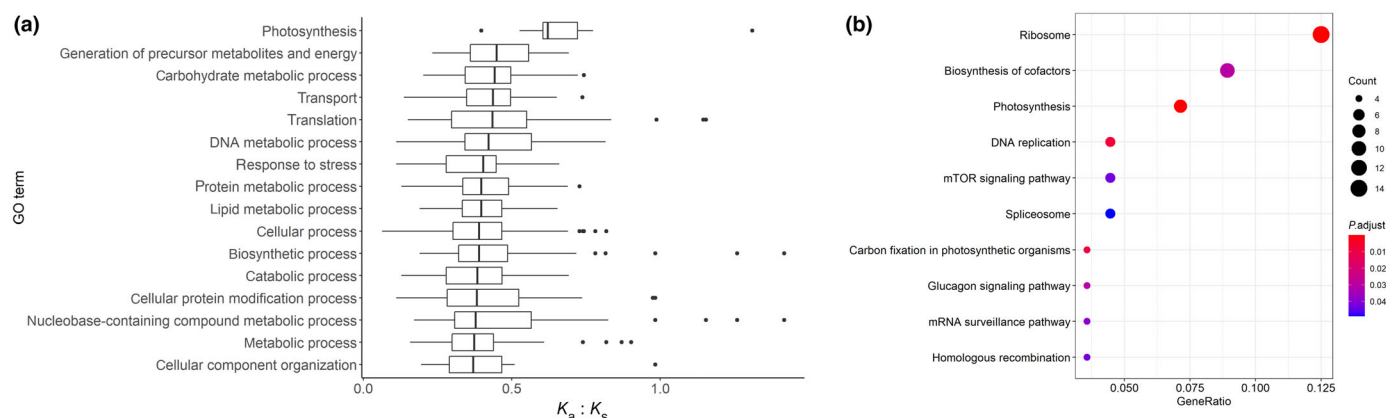 (a)
GO term
Photosynthesis
Generation of precursor metabolites and energy
Carbohydrate metabolic process
Transport
Translation
DNA metabolic process
Response to stress
Protein metabolic process
Lipid metabolic process
Cellular process
Biosynthetic process
Catabolic process
Cellular protein modification process
Nucleobase-containing compound metabolic process
Metabolic process
Cellular component organization
0.0 0.5 1.0
Ka : Ks
(b)
Ribosome
Biosynthesis of cofactors
Photosynthesis
DNA replication
mTOR signaling pathway
Spliceosome
Carbon fixation in photosynthetic organisms
Glucagon signaling pathway
mRNA surveillance pathway
Homologous recombination
0.050 0.075 0.100 0.125
GeneRatio
Count
4
6
8
10
12
14
P.adjust
0.01
0.02
0.03
0.04